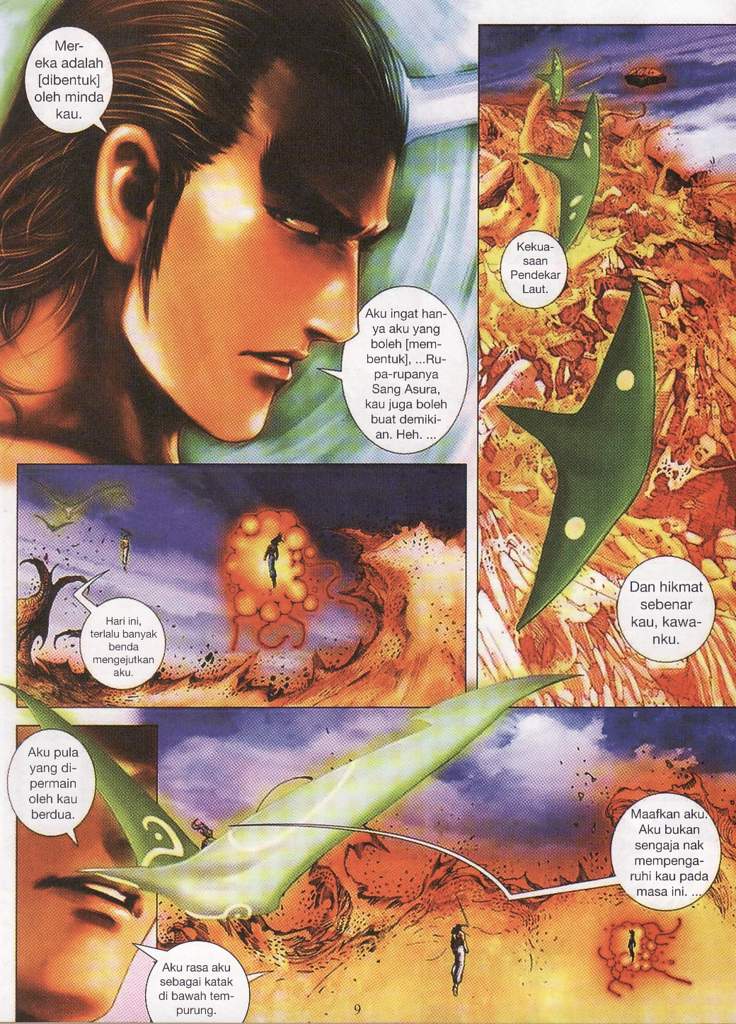 Mer-
eka adalah
[dibentuk]
oleh minda
kau.
Aku ingat han-
ya aku yang
boleh [mem-
bentuk], ...Ru-
pa-rupanya
Sang Asura,
kau juga boleh
buat demiki-
an. Heh. ...
Kekua-
saan
Pendekar
Laut.
Dan hikmat
sebenar
kau, kawa-
nku.
Hari ini,
terlalu banyak
benda
mengejutkan
aku.
Aku pula
yang di-
permain
oleh kau
berdua.
Maafkan aku.
Aku bukan
sengaja nak
mempenga-
ruhi kau pada
masa ini. ...
Aku rasa aku
sebagai katak
di bawah tem-
purung.
9